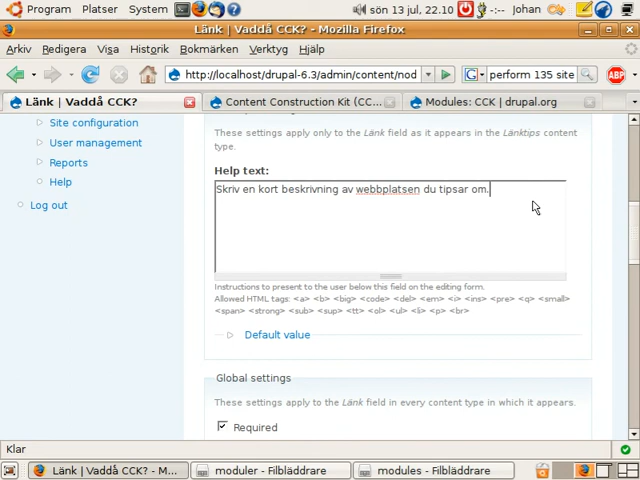 Program Platser System sön 13 jul, 22.10 -:-- Johan
Länk | Vaddå CCK? - Mozilla Firefox
Arkiv Redigera Visa Historik Bokmärken Verktyg Hjälp
http://localhost/drupal-6.3/admin/content/nod G perform 135 site ABP
Länk | Vaddå CCK? Content Construction Kit (CC... Modules: CCK | drupal.org
Site configuration
User management
Reports
Help
Log out
These settings apply only to the Länk field as it appears in the Länktips content
type.
Help text:
Skriv en kort beskrivning av webbplatsen du tipsar om.
Instructions to present to the user below this field on the editing form.
Allowed HTML tags: <a> <b> <big> <code> <del> <em> <i> <ins> <pre> <q> <small>
<span> <strong> <sub> <sup> <tt> <ol> <ul> <li> <p> <br>
Default value
Global settings
These settings apply to the Länk field in every content type in which it appears.
Required
Klar
Länk | Vaddå CCK? - M... moduler - Filbläddrare modules - Filbläddrare